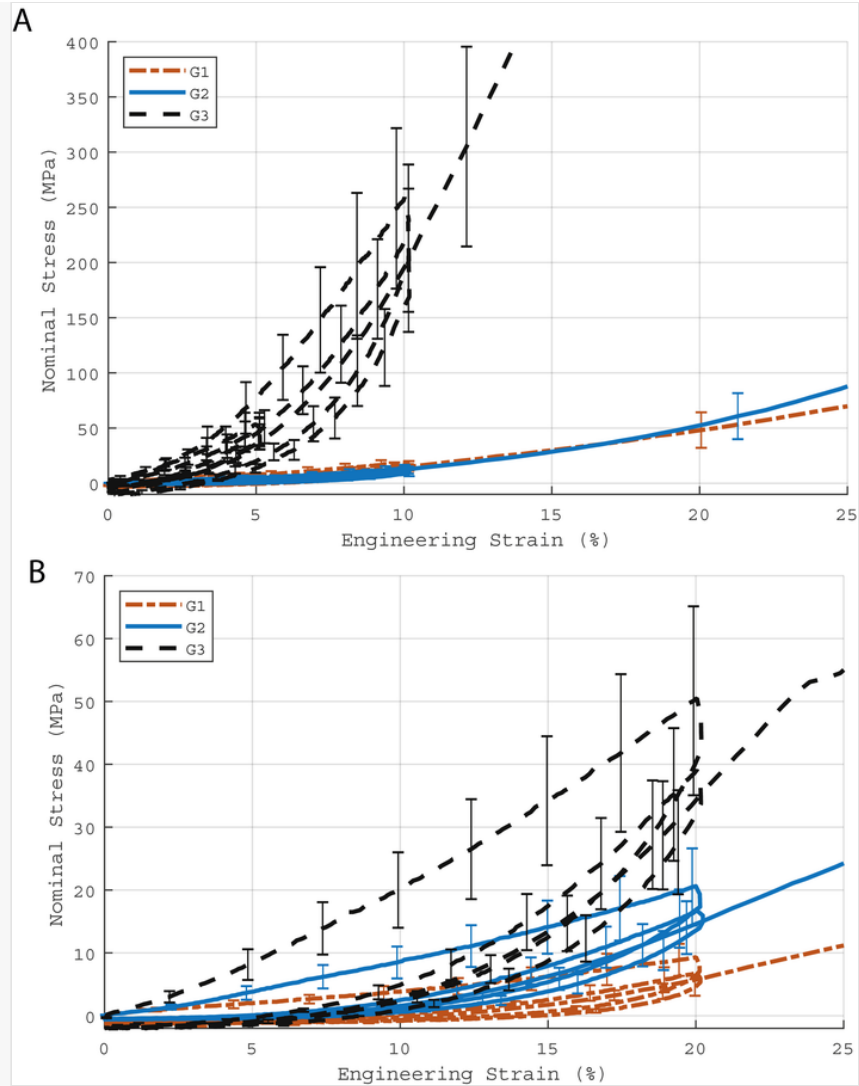 A
400
350
300
250
200
150
100
50
0
Nominal Stress (MPa)
G1
G2
G3
0 5 10 15 20 25
Engineering Strain (%)
B
70
60
50
40
30
20
10
0
Nominal Stress (MPa)
G1
G2
G3
0 5 10 15 20 25
Engineering Strain (%)